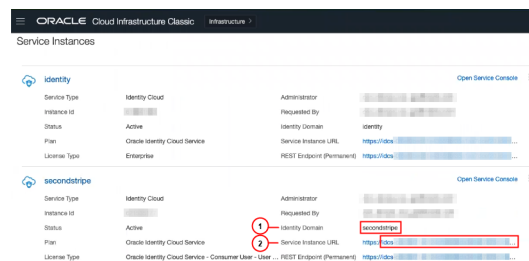 ORACLE Cloud Infrastructure Classic Infrastructure >
Service Instances
identity Open Service Console
Service Type Identity Cloud Administrator
Instance Id Requested By
Status Active Identity Domain identity
Plan Oracle Identity Cloud Service Service Instance URL https://idcs ...
License Type Enterprise REST Endpoint (Permanent) https://idcs ...
secondstripe Open Service Console
Service Type Identity Cloud Administrator
Instance Id Requested By
Status Active 1 Identity Domain secondstripe
Plan Oracle Identity Cloud Service 2 Service Instance URL https://idcs ...
License Type Oracle Identity Cloud Service - Consumer User - User ... REST Endpoint (Permanent) https://idcs ...